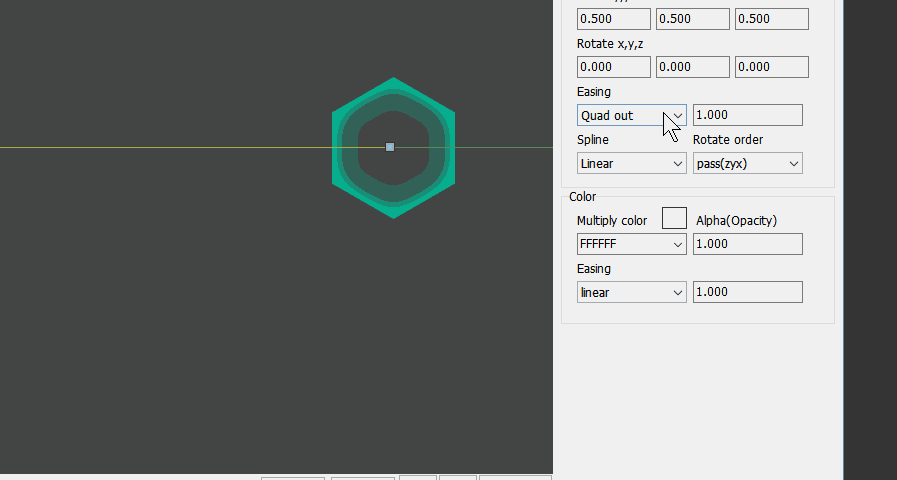 0.500 0.500 0.500
Rotate x,y,z
0.000 0.000 0.000
Easing
Quad out 1.000
Spline Rotate order
Linear pass(zyx)
Color
Multiply color Alpha(Opacity)
FFFFFF 1.000
Easing
linear 1.000